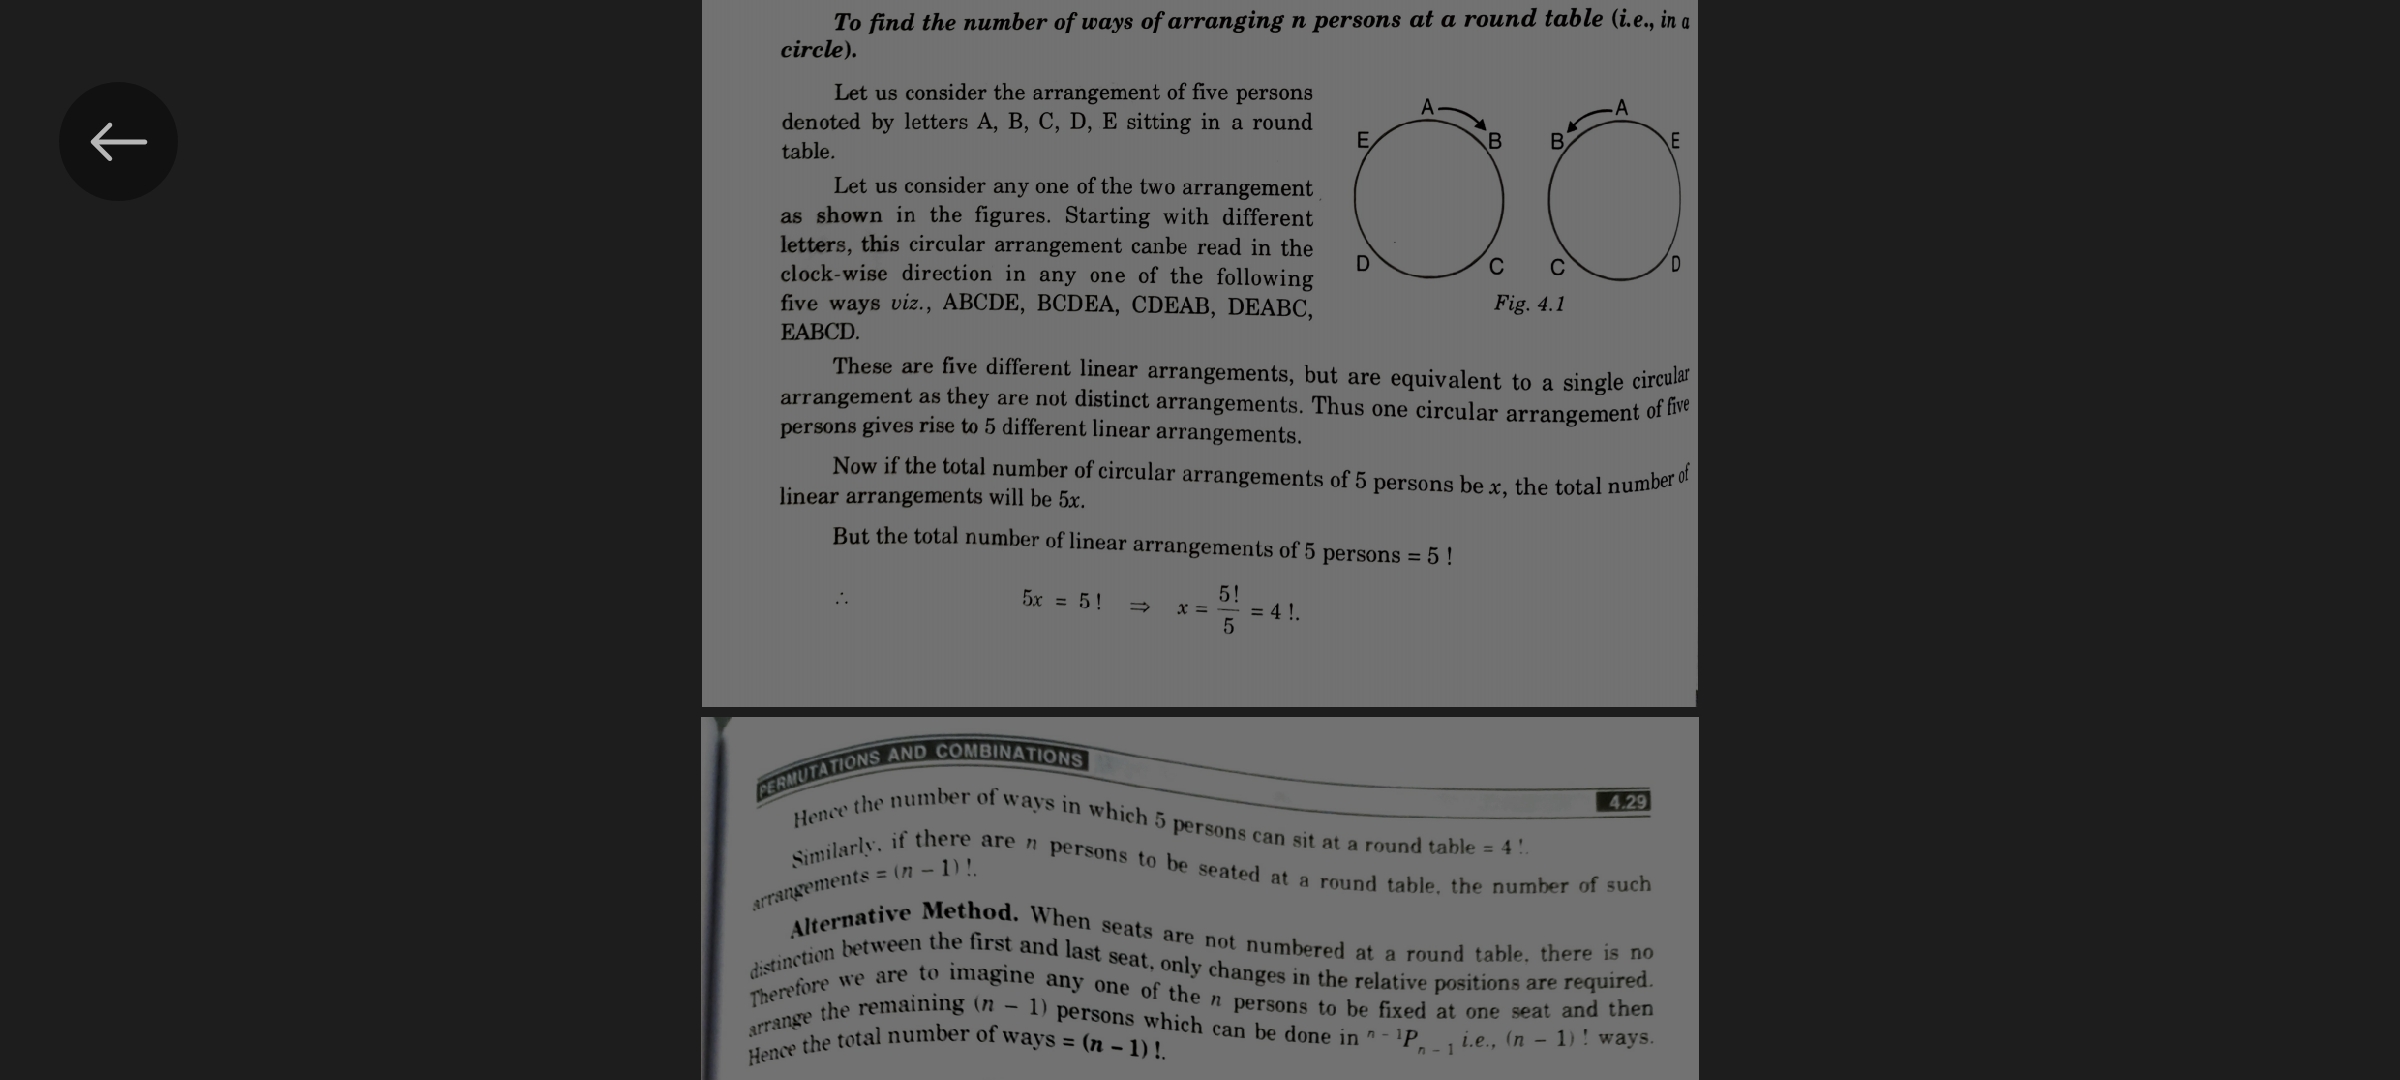 To find the number of ways of arranging n persons at a round table (i.e., in a
circle).
Let us consider the arrangement of five persons
denoted by letters A, B, C, D, E sitting in a round
table.
Let us consider any one of the two arrangement
as shown in the figures. Starting with different
letters, this circular arrangement canbe read in the
clock-wise direction in any one of the following
five ways viz., ABCDE, BCDEA, CDEAB, DEABC,
EABCD.
A A
E B B E
D C C D
Fig. 4.1
These are five different linear arrangements, but are equivalent to a single circular
arrangement as they are not distinct arrangements. Thus one circular arrangement of five
persons gives rise to 5 different linear arrangements.
Now if the total number of circular arrangements of 5 persons be x, the total number of
linear arrangements will be 5x.
But the total number of linear arrangements of 5 persons = 5 !
∴ 5x = 5 ! ⇒ x = 5!/5 = 4 !.
PERMUTATIONS AND COMBINATIONS
4.29
Hence the number of ways in which 5 persons can sit at a round table = 4 !.
Similarly, if there are n persons to be seated at a round table, the number of such
arrangements = (n − 1) !.
Alternative Method. When seats are not numbered at a round table, there is no
distinction between the first and last seat, only changes in the relative positions are required.
Therefore we are to imagine any one of the n persons to be fixed at one seat and then
arrange the remaining (n − 1) persons which can be done in ⁿ⁻¹Pₙ₋₁ i.e., (n − 1) ! ways.
Hence the total number of ways = (n − 1) !.